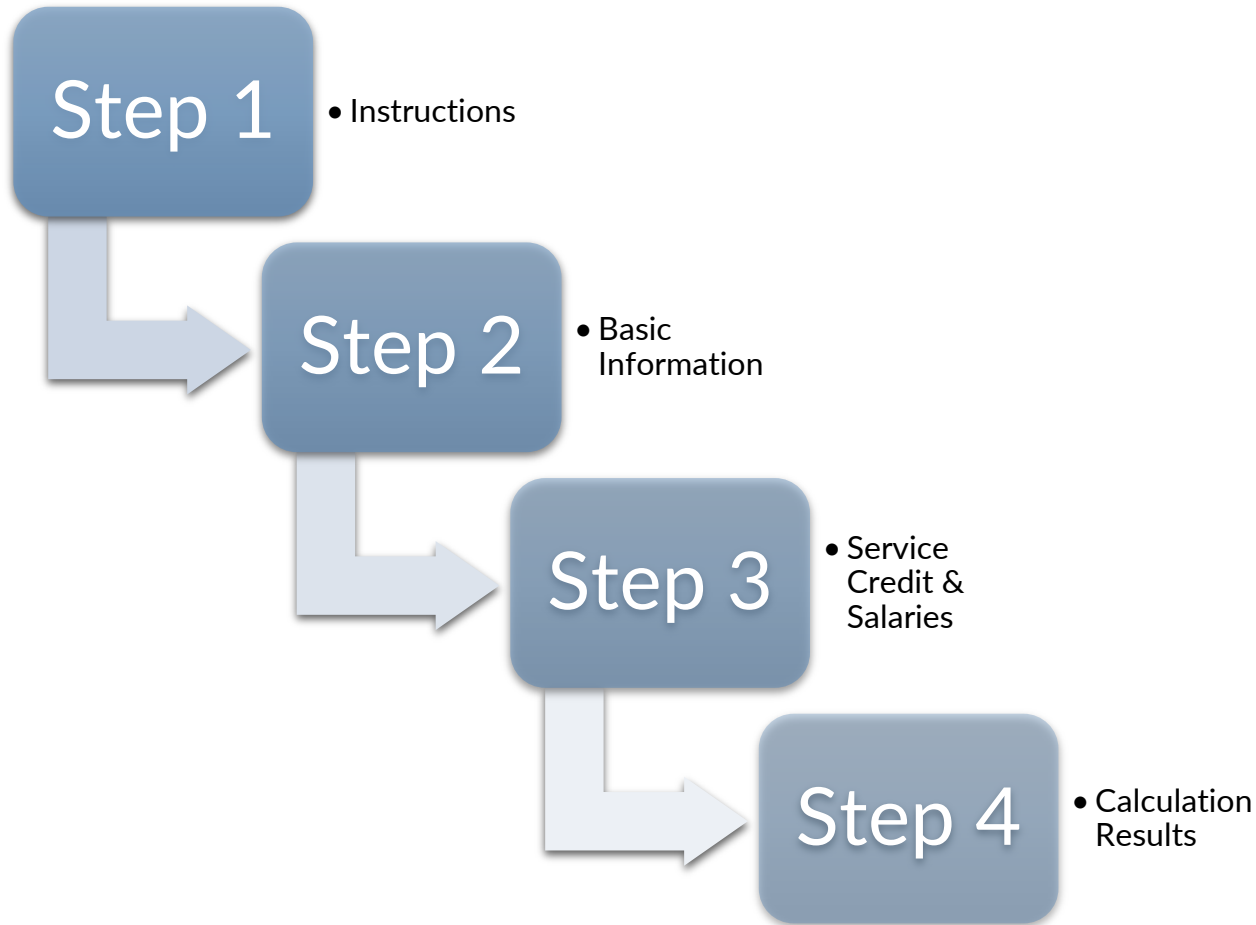 Step 1
• Instructions
Step 2
• Basic
Information
Step 3
• Service
Credit &
Salaries
Step 4
• Calculation
Results